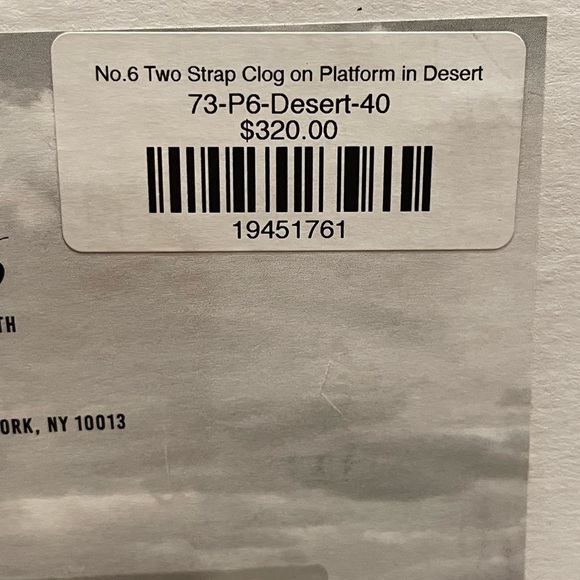 No.6 Two Strap Clog on Platform in Desert
73-P6-Desert-40
$320.00
19451761
TH
ORK, NY 10013